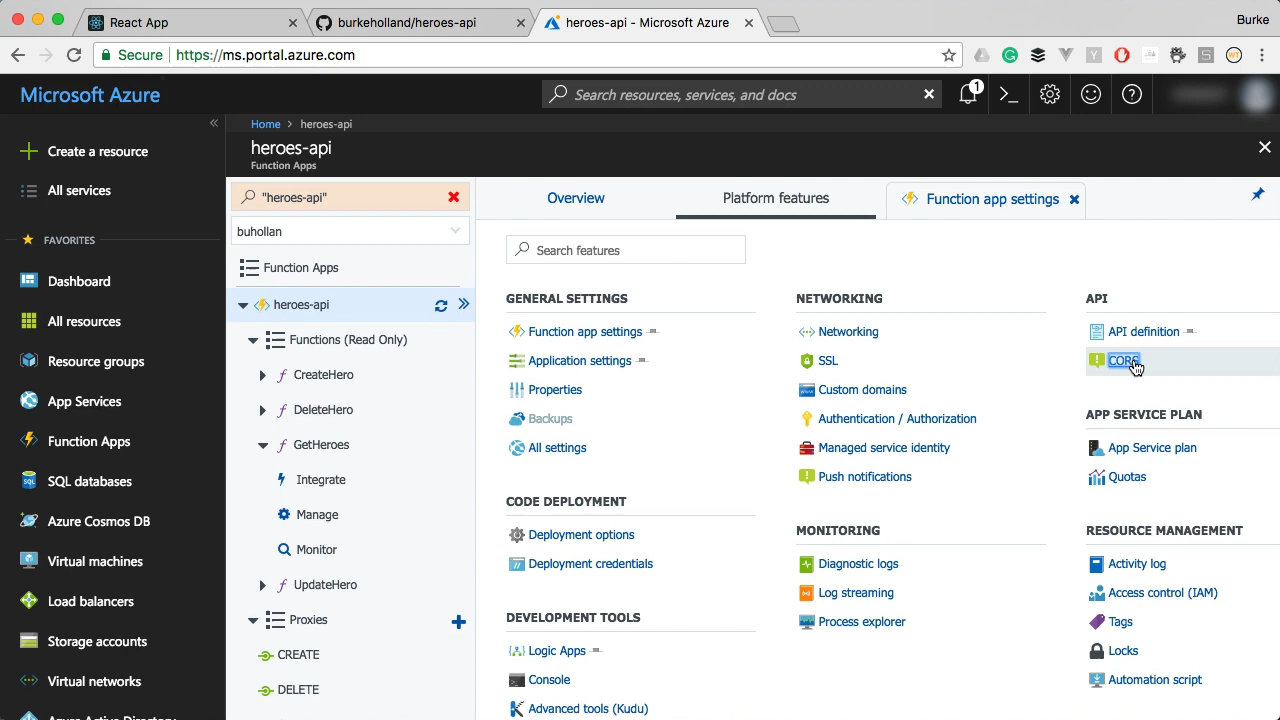 React App
burkeholland/heroes-api
heroes-api - Microsoft Azure
Burke
Secure
https://ms.portal.azure.com
Microsoft Azure
Search resources, services, and docs
1
Create a resource
All services
FAVORITES
Dashboard
All resources
Resource groups
App Services
Function Apps
SQL databases
Azure Cosmos DB
Virtual machines
Load balancers
Storage accounts
Virtual networks
Azure Active Directory
Home > heroes-api
heroes-api
Function Apps
"heroes-api"
buhollan
Function Apps
heroes-api
Functions (Read Only)
CreateHero
DeleteHero
GetHeroes
Integrate
Manage
Monitor
UpdateHero
Proxies
CREATE
DELETE
Overview
Platform features
Function app settings
Search features
GENERAL SETTINGS
Function app settings
Application settings
Properties
Backups
All settings
CODE DEPLOYMENT
Deployment options
Deployment credentials
DEVELOPMENT TOOLS
Logic Apps
Console
Advanced tools (Kudu)
NETWORKING
Networking
SSL
Custom domains
Authentication / Authorization
Managed service identity
Push notifications
MONITORING
Diagnostic logs
Log streaming
Process explorer
API
API definition
CORS
APP SERVICE PLAN
App Service plan
Quotas
RESOURCE MANAGEMENT
Activity log
Access control (IAM)
Tags
Locks
Automation script